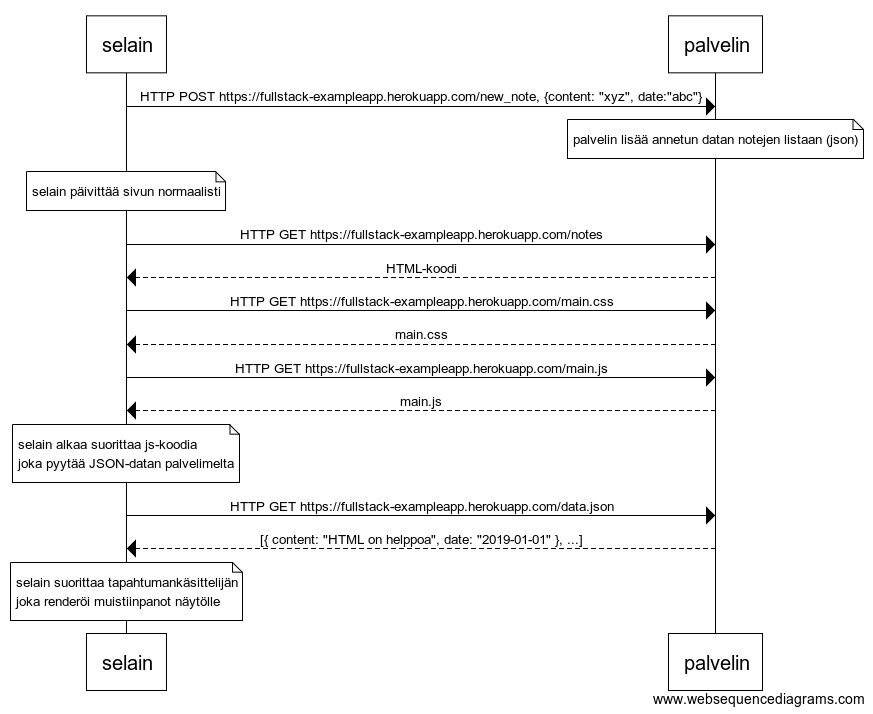 selain
palvelin
HTTP POST https://fullstack-exampleapp.herokuapp.com/new_note, {content: "xyz", date:"abc"}
palvelin lisää annetun datan notejen listaan (json)
selain päivittää sivun normaalisti
HTTP GET https://fullstack-exampleapp.herokuapp.com/notes
HTML-koodi
HTTP GET https://fullstack-exampleapp.herokuapp.com/main.css
main.css
HTTP GET https://fullstack-exampleapp.herokuapp.com/main.js
main.js
selain alkaa suorittaa js-koodia
joka pyytää JSON-datan palvelimelta
HTTP GET https://fullstack-exampleapp.herokuapp.com/data.json
[{ content: "HTML on helppoa", date: "2019-01-01" }, ...]
selain suorittaa tapahtumankäsittelijän
joka renderöi muistiinpanot näytölle
selain
palvelin
www.websequencediagrams.com